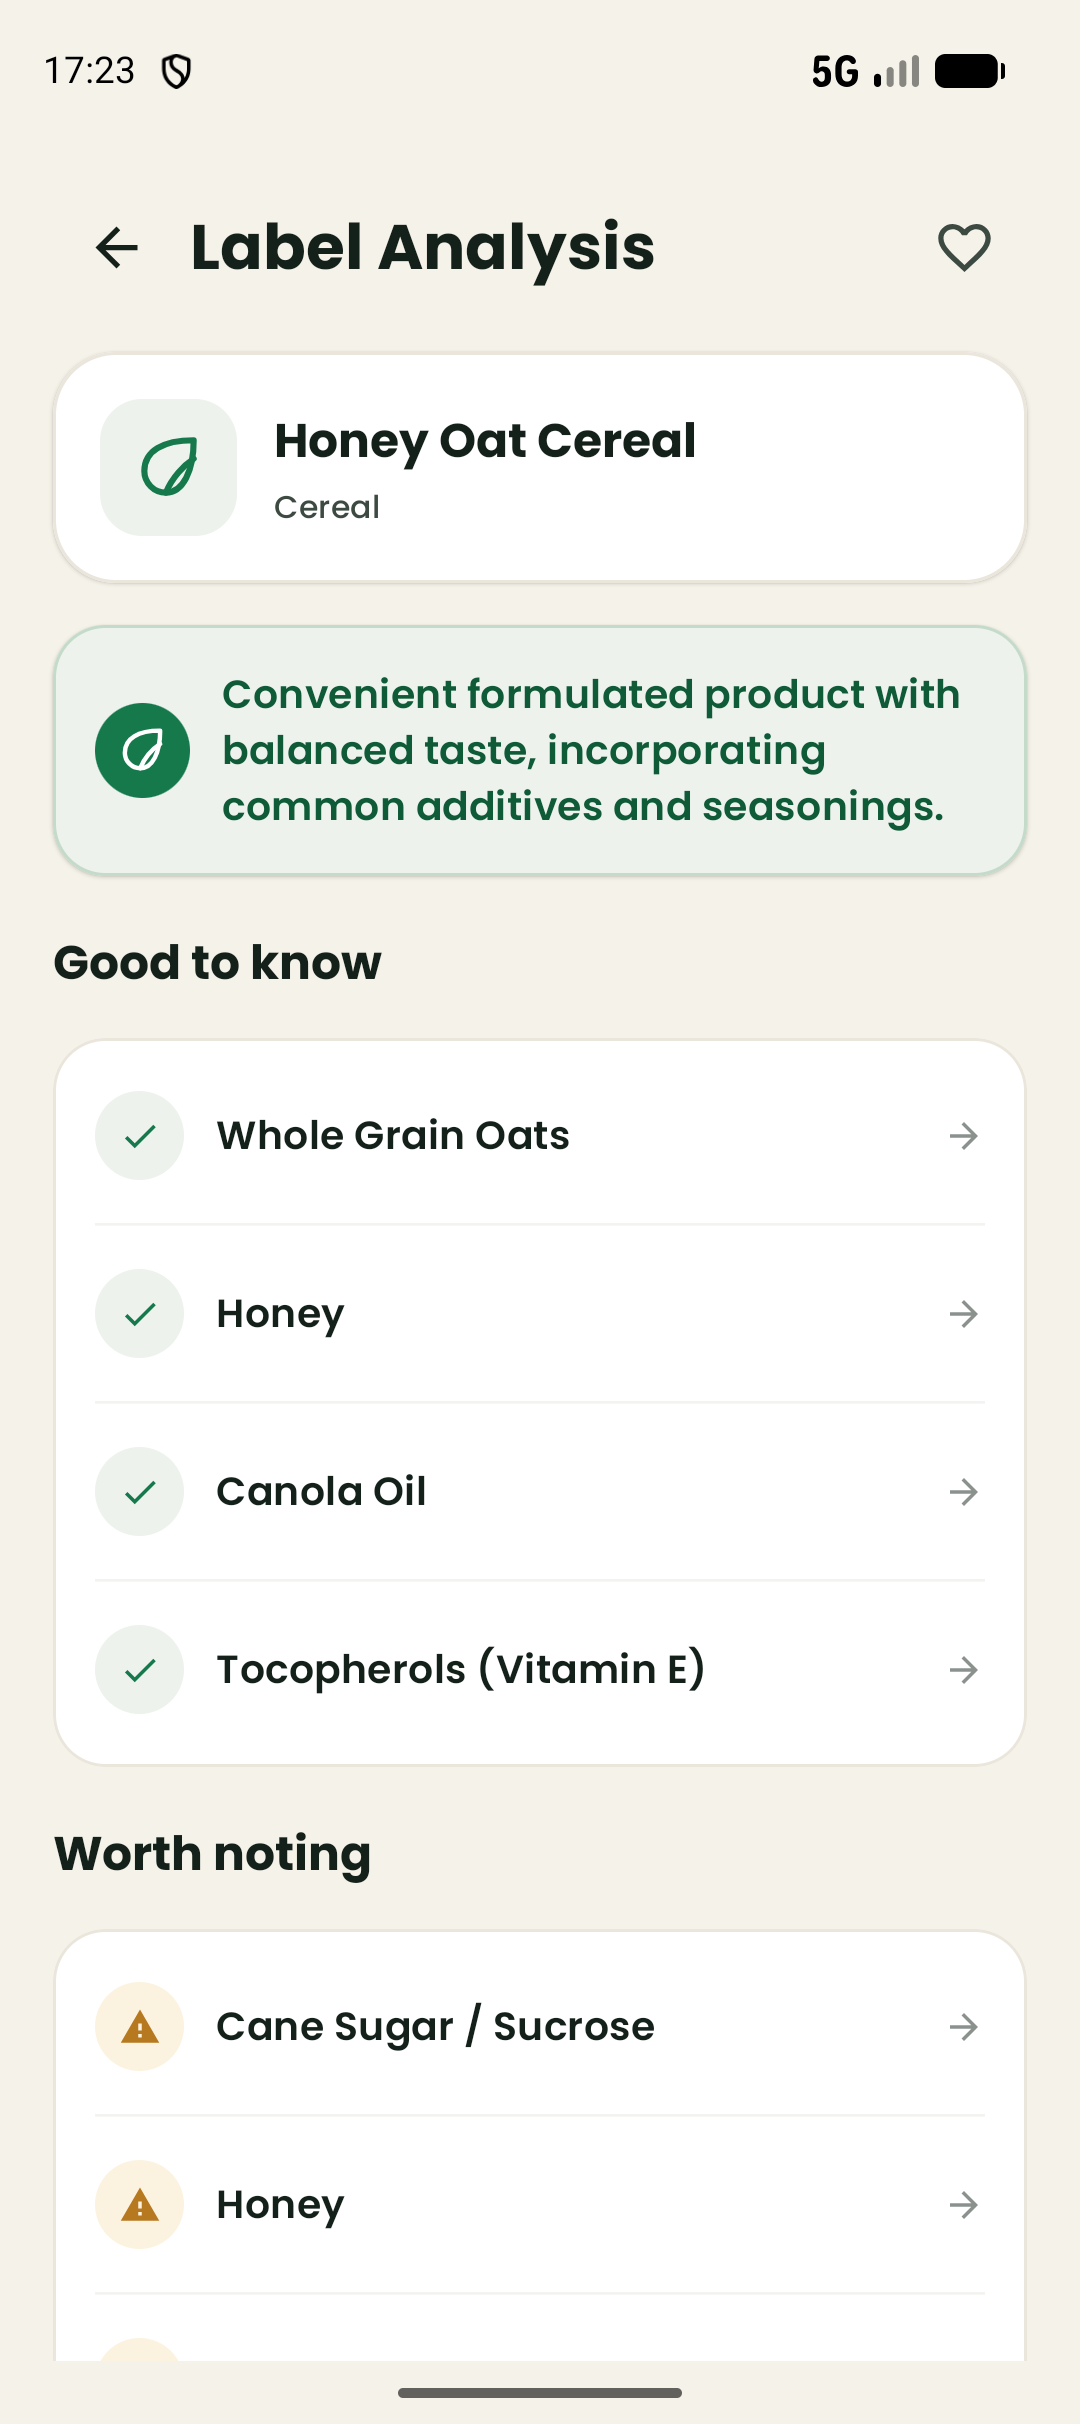 17:23
5G
Label Analysis
Honey Oat Cereal
Cereal
Convenient formulated product with
balanced taste, incorporating
common additives and seasonings.
Good to know
Whole Grain Oats
Honey
Canola Oil
Tocopherols (Vitamin E)
Worth noting
Cane Sugar / Sucrose
Honey